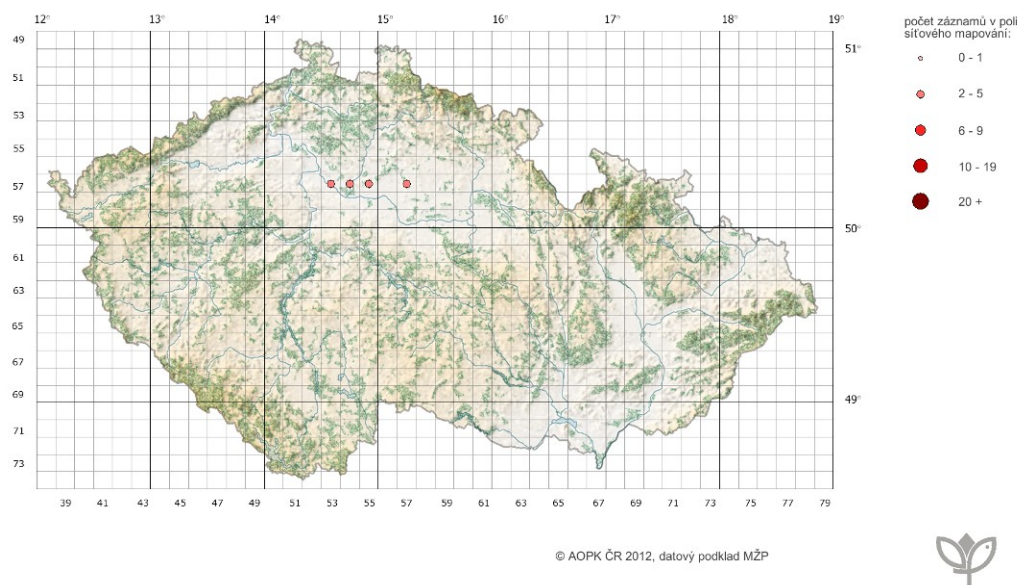 12° 13° 14° 15° 16° 17° 18° 19°
počet záznamů v poli
síťového mapování:
0 - 1
2 - 5
6 - 9
10 - 19
20 +
49
51
53
55
57
59
61
63
65
67
69
71
73
51°
50°
49°
39 41 43 45 47 49 51 53 55 57 59 61 63 65 67 69 71 73 75 77 79
© AOPK ČR 2012, datový podklad MŽP